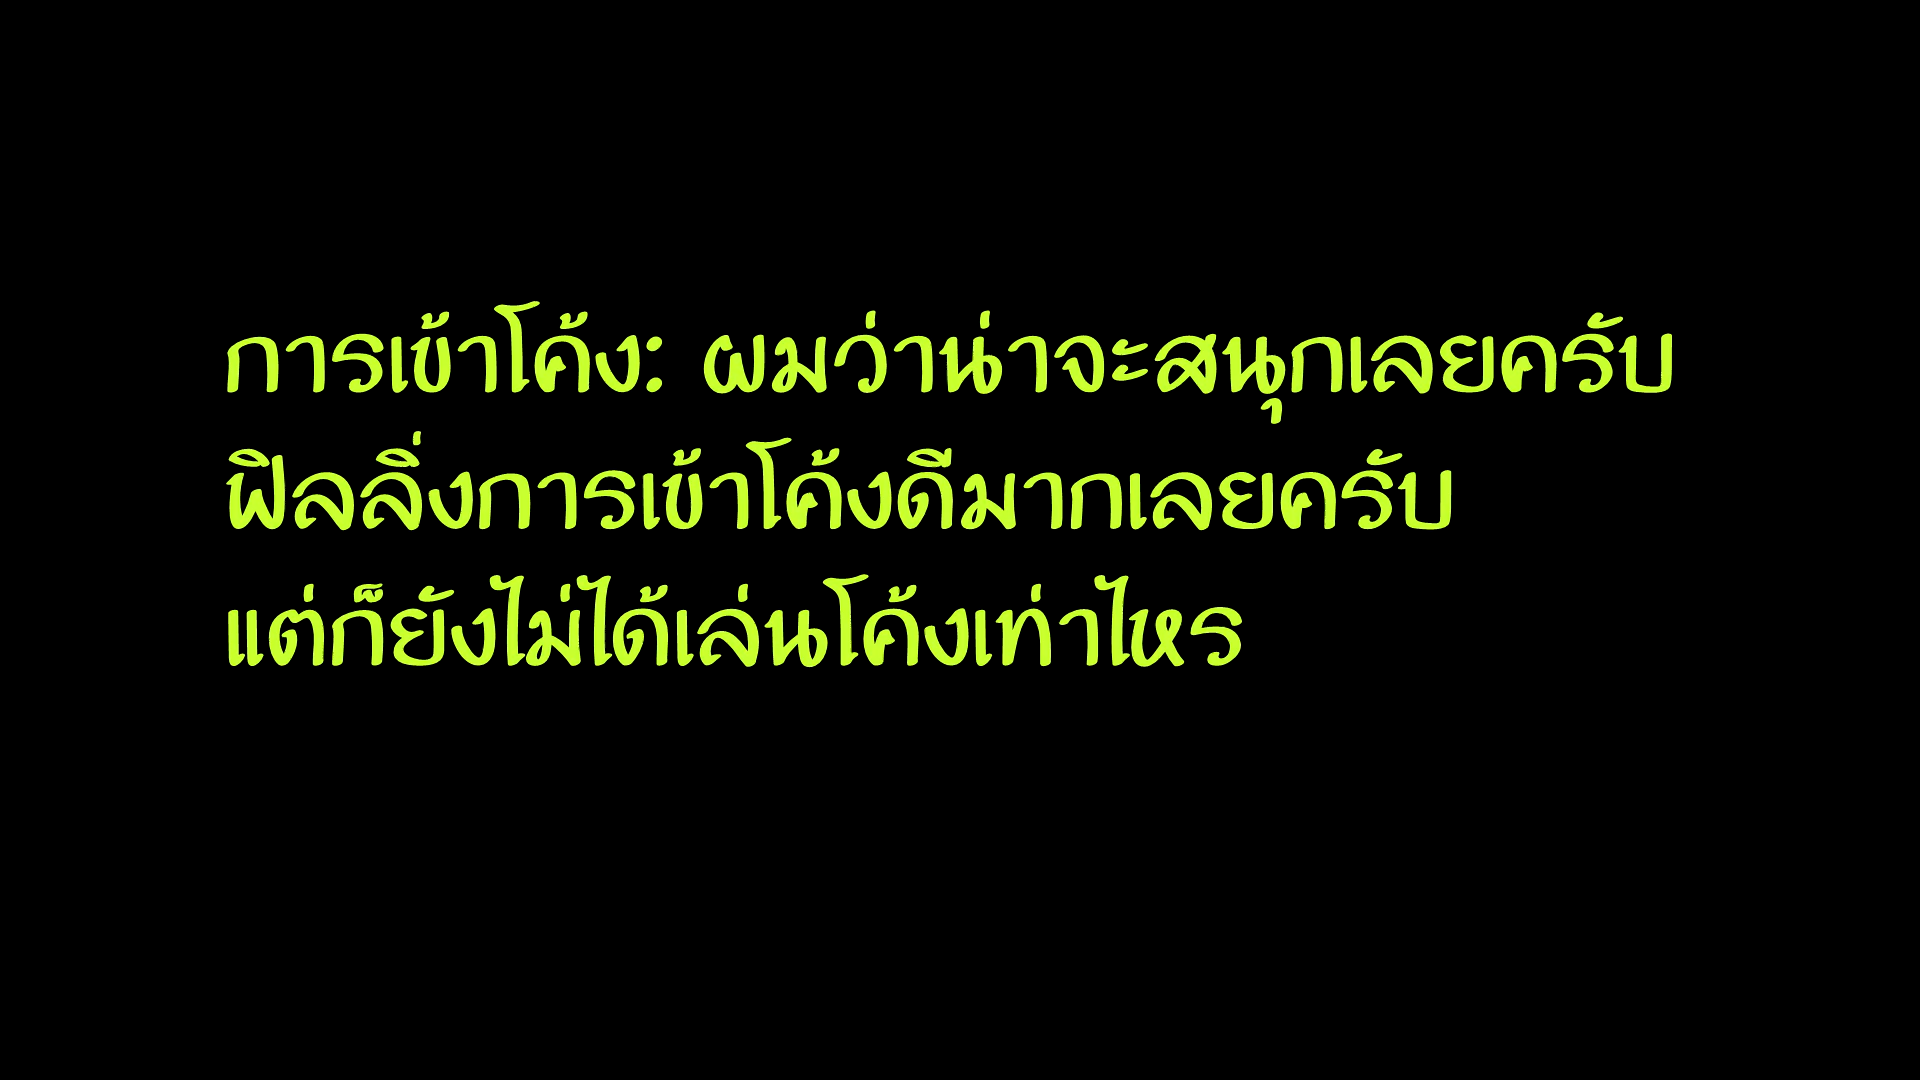 การเข้าโค้ง: ผมว่าน่าจะสนุกเลยครับ
ฟิลลิ่งการเข้าโค้งดีมากเลยครับ
แต่ก็ยังไม่ได้เล่นโค้งเท่าไหร